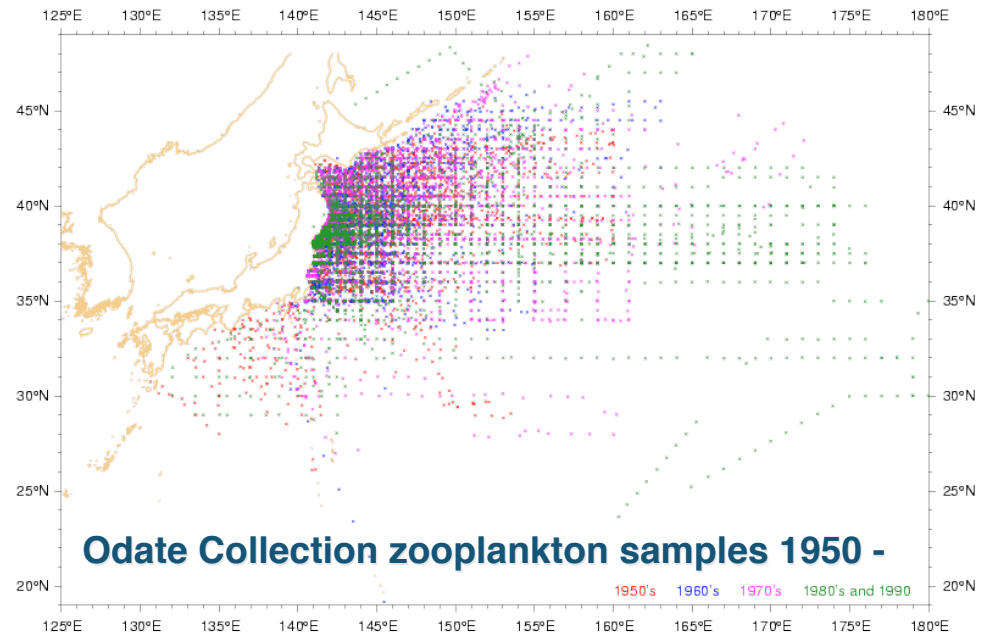 125°E 130°E 135°E 140°E 145°E 150°E 155°E 160°E 165°E 170°E 175°E 180°E
45°N 45°N
40°N 40°N
35°N 35°N
30°N 30°N
25°N 25°N
Odate Collection zooplankton samples 1950 -
20°N 20°N
1950's 1960's 1970's 1980's and 1990
125°E 130°E 135°E 140°E 145°E 150°E 155°E 160°E 165°E 170°E 175°E 180°E